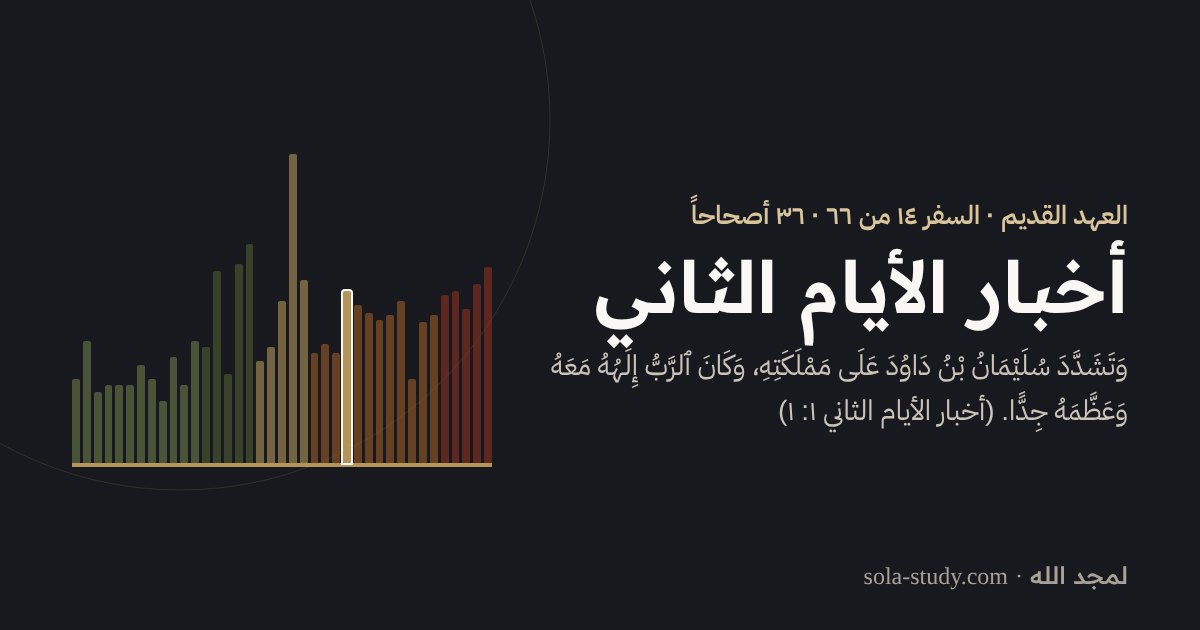 العهد القديم · السفر ١٤ من ٦٦ · ٣٦ أصحاحاً
أخبار الأيام الثاني
وَتَشَدَّدَ سُلَيْمَانُ بْنُ دَاوُدَ عَلَى مَمْلَكَتِهِ، وَكَانَ ٱلرَّبُّ إِلَهُهُ مَعَهُ
وَعَظَّمَهُ جِدًّا. (أخبار الأيام الثاني ١: ١)
لمجد الله · sola-study.com